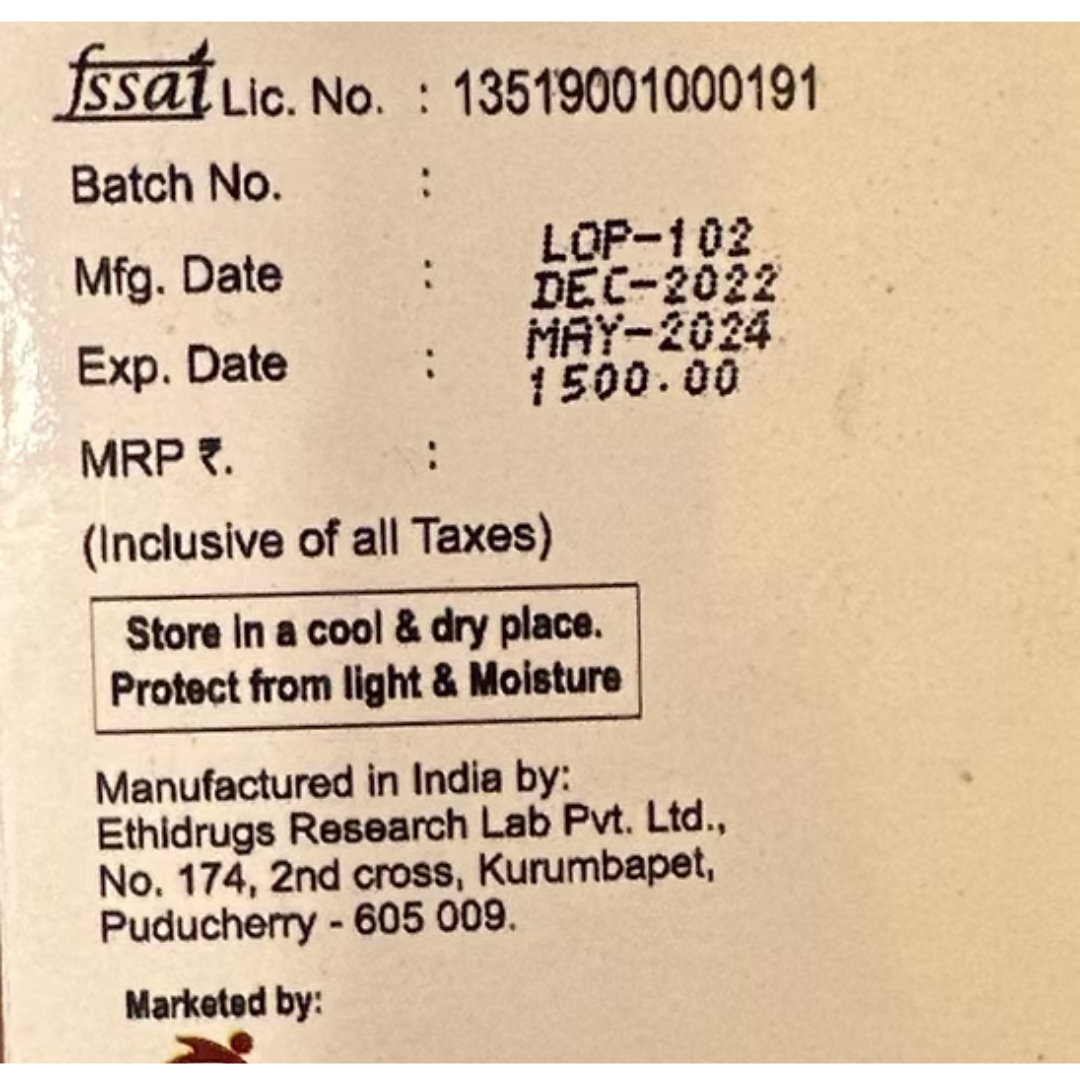 fssai Lic. No. : 13519001000191
Batch No. :
LOP-102
Mfg. Date :
DEC-2022
MAY-2024
Exp. Date :
1500.00
MRP ₹. :
(Inclusive of all Taxes)
Store in a cool & dry place.
Protect from light & Moisture
Manufactured in India by:
Ethidrugs Research Lab Pvt. Ltd.,
No. 174, 2nd cross, Kurumbapet,
Puducherry - 605 009.
Marketed by: